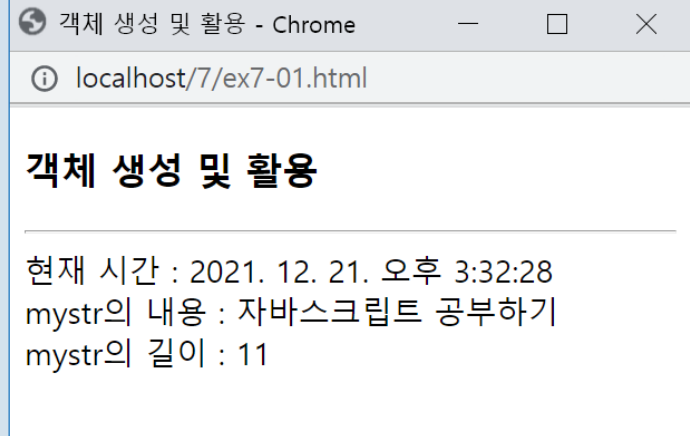 객체 생성 및 활용 - Chrome
localhost/7/ex7-01.html
객체 생성 및 활용
현재 시간 : 2021. 12. 21. 오후 3:32:28
mystr의 내용 : 자바스크립트 공부하기
mystr의 길이 : 11